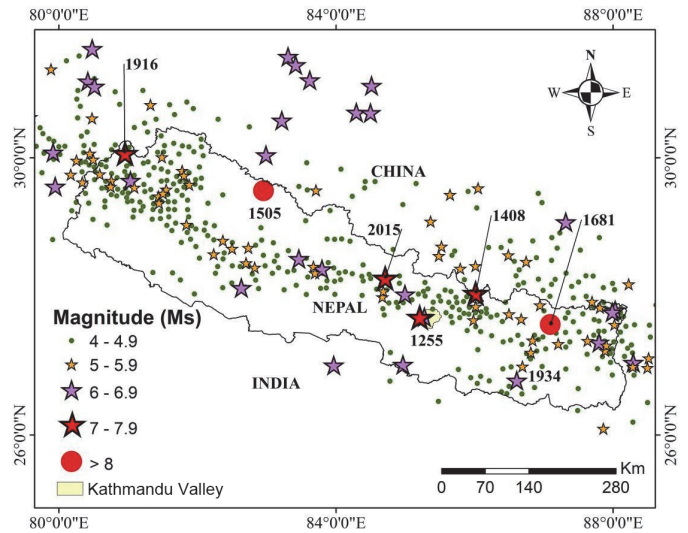 80°0'0"E 84°0'0"E 88°0'0"E
1916
N
W E
S
30°0'0"N 30°0'0"N
CHINA
1505
2015 1408 1681
NEPAL
1255
1934
INDIA
Magnitude (Ms)
4 - 4.9
5 - 5.9
6 - 6.9
7 - 7.9
> 8
Kathmandu Valley
26°0'0"N 26°0'0"N
Km
0 70 140 280
80°0'0"E 84°0'0"E 88°0'0"E